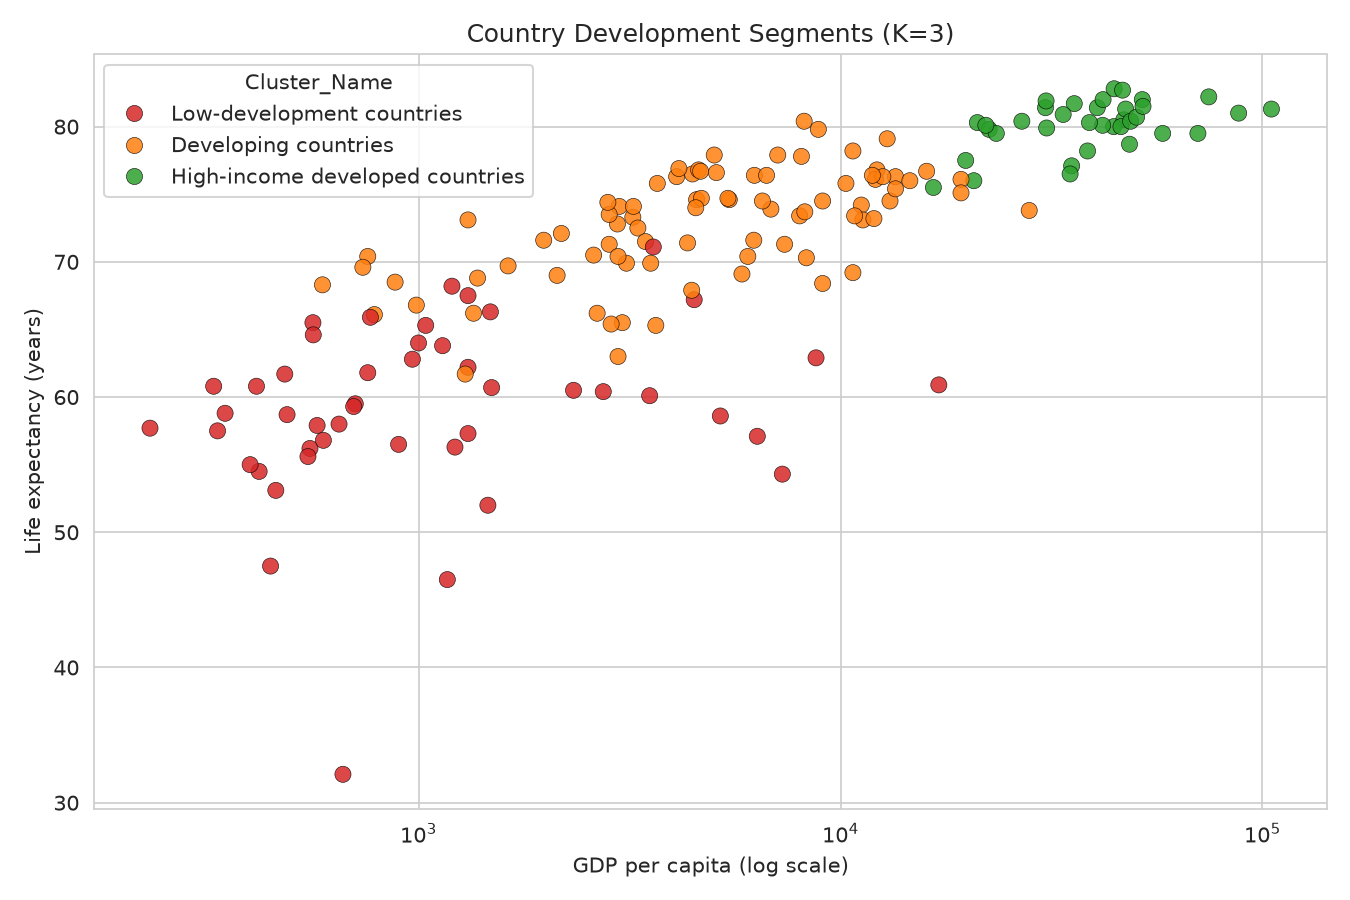 Country Development Segments (K=3)
Cluster_Name
Low-development countries
Developing countries
High-income developed countries
Life expectancy (years)
80
70
60
50
40
30
10³
10⁴
10⁵
GDP per capita (log scale)